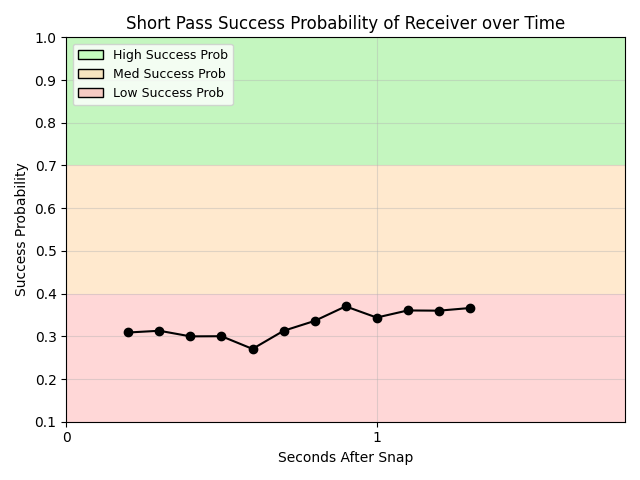 Short Pass Success Probability of Receiver over Time
1.0
High Success Prob
Med Success Prob
0.9
Low Success Prob
0.8
0.7
0.6
0.5
0.4
0.3
0.2
0.1
Success Probability
0 1
Seconds After Snap